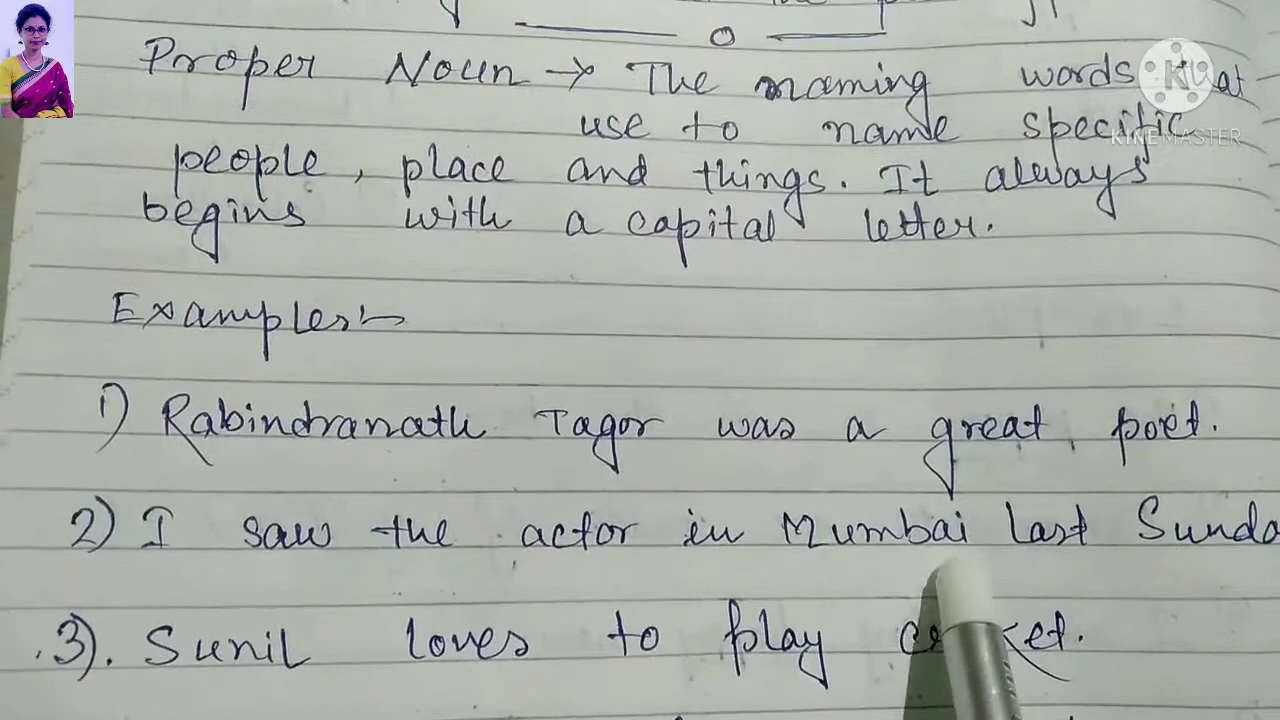 Proper Noun → The naming words that
use to name specific
people, place and things. It always
begins with a capital letter.
Examples:-
1) Rabindranath Tagor was a great poet.
2) I saw the actor in Mumbai last Sunda
3). Sunil loves to play
KINEMASTER